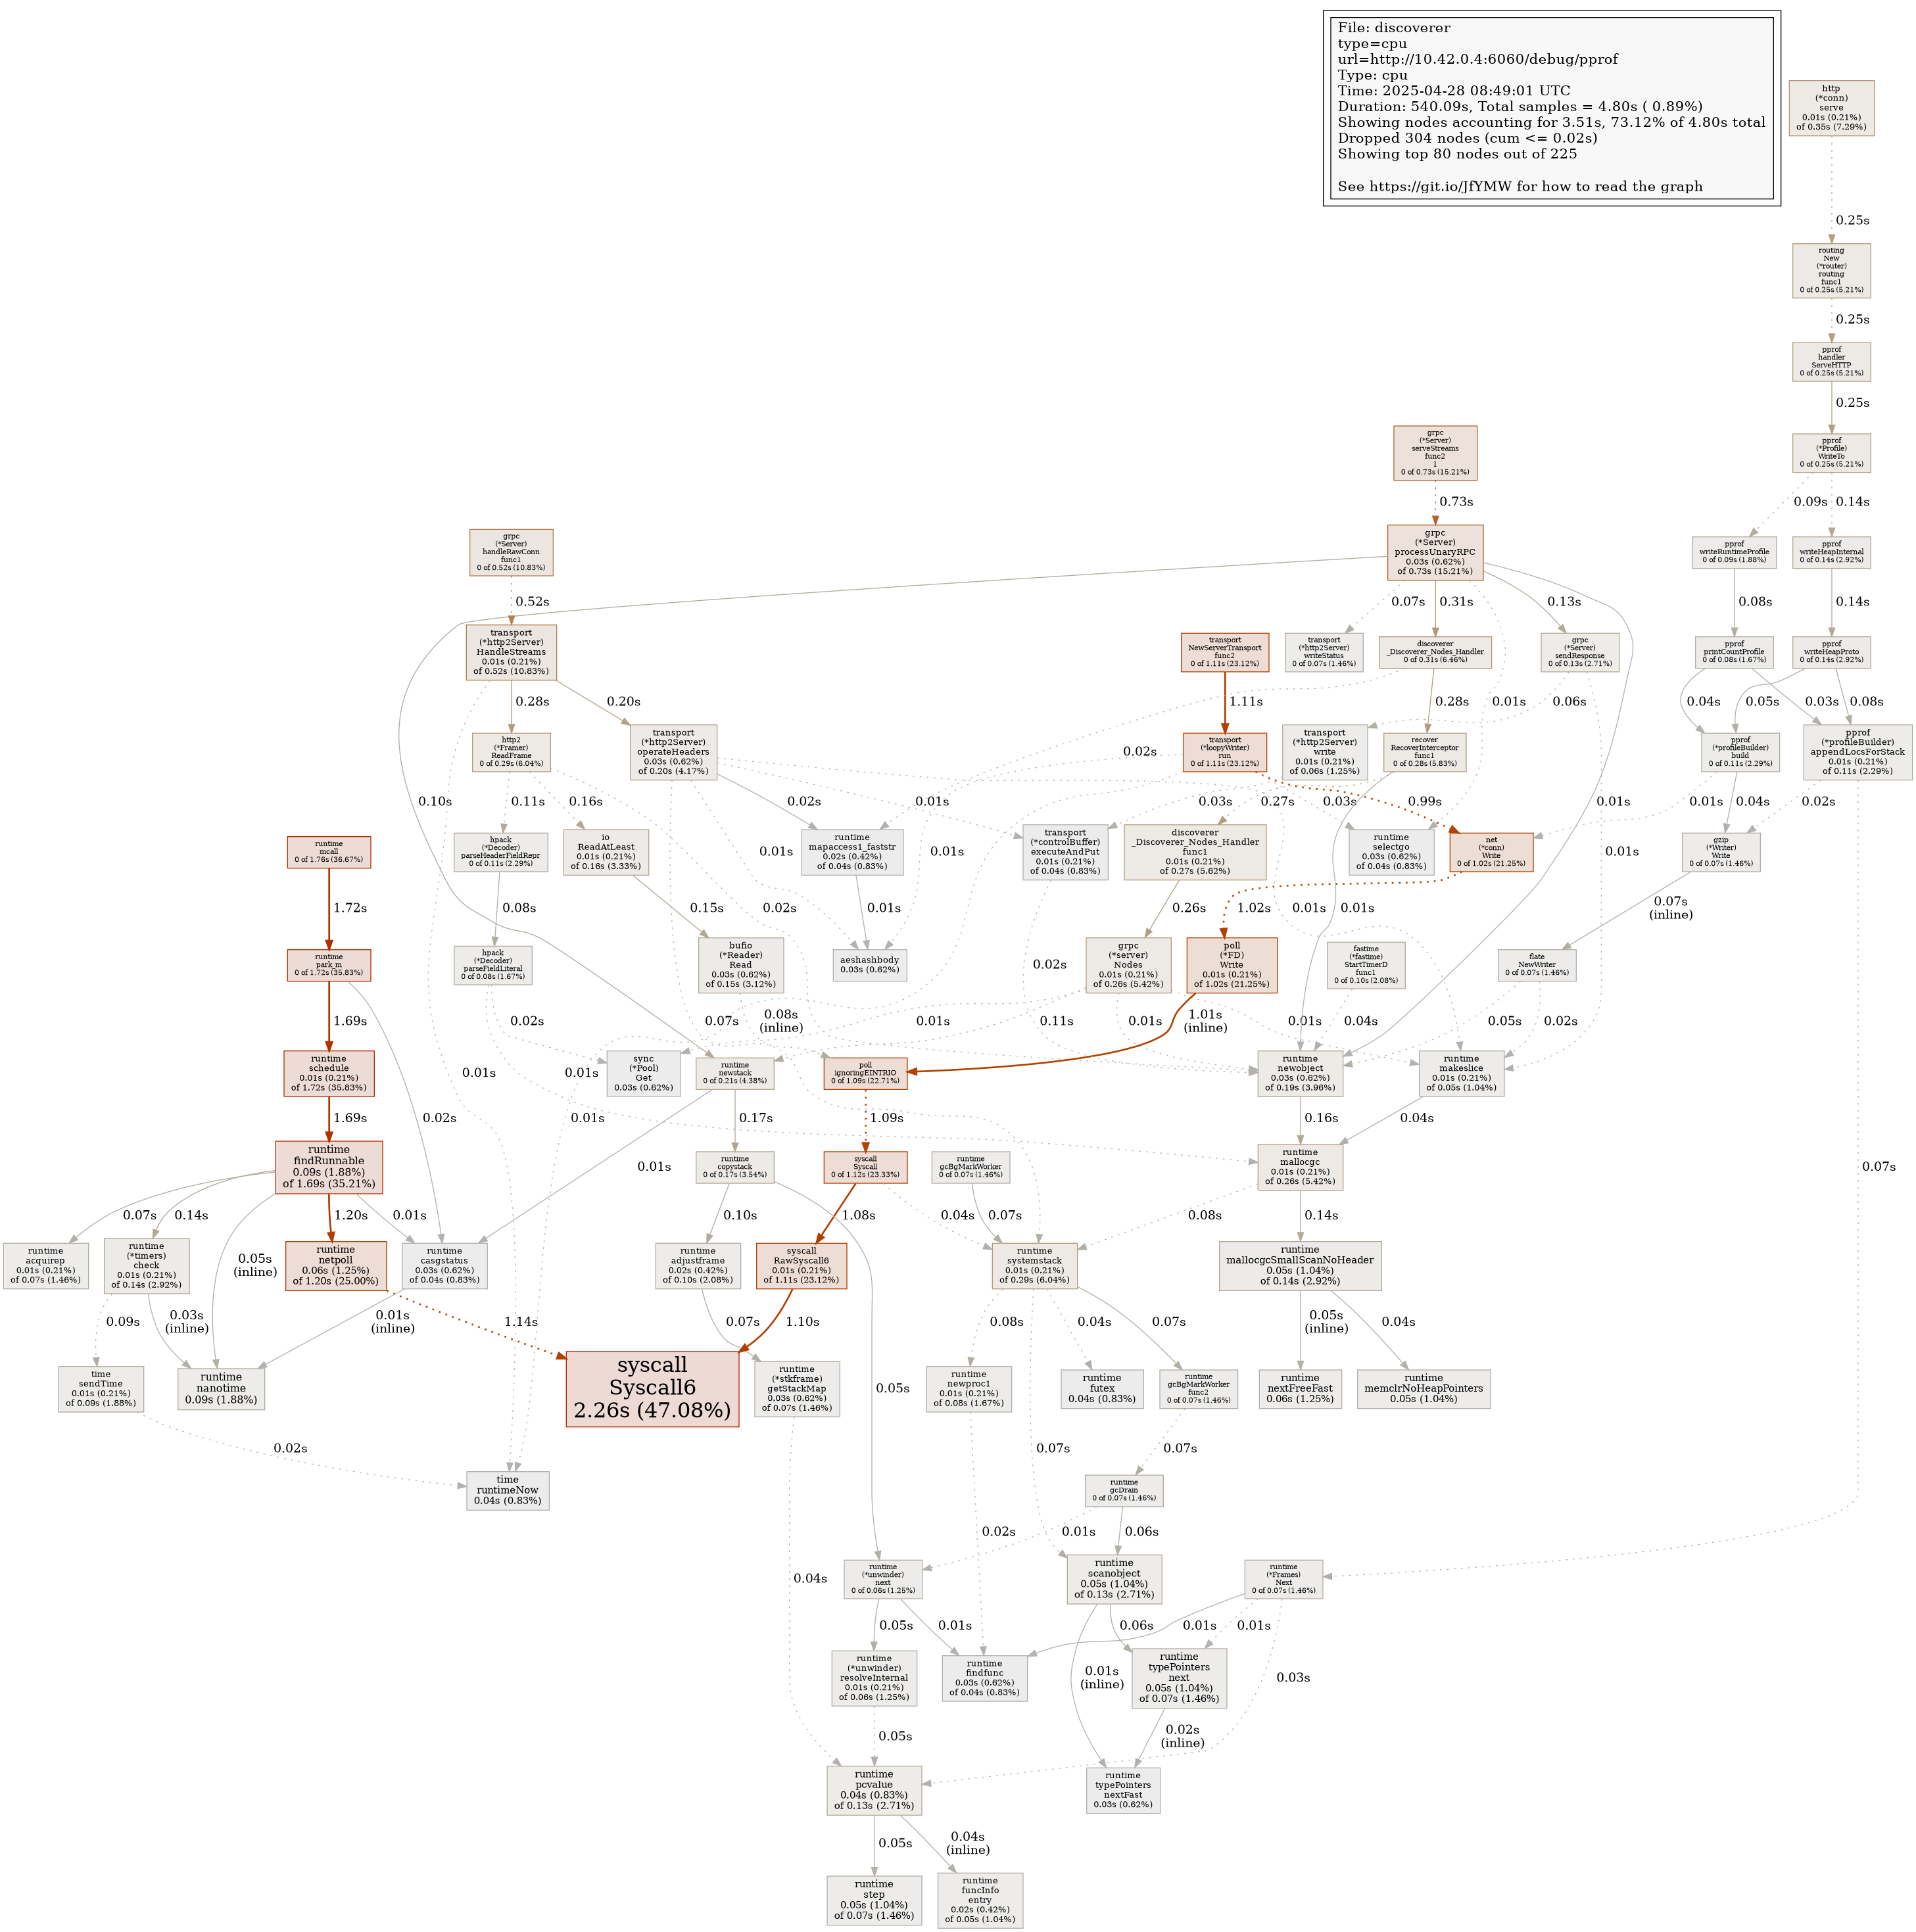 File: discoverer
type=cpu
url=http://10.42.0.4:6060/debug/pprof
Type: cpu
Time: 2025-04-28 08:49:01 UTC
Duration: 540.09s, Total samples = 4.80s ( 0.89%)
Showing nodes accounting for 3.51s, 73.12% of 4.80s total
Dropped 304 nodes (cum <= 0.02s)
Showing top 80 nodes out of 225
See https://git.io/JfYMW for how to read the graph
http
(*conn)
serve
0.01s (0.21%)
of 0.35s (7.29%)
0.25s
routing
New
(*router)
routing
func1
0 of 0.25s (5.21%)
0.25s
pprof
handler
ServeHTTP
0 of 0.25s (5.21%)
0.25s
pprof
(*Profile)
WriteTo
0 of 0.25s (5.21%)
0.09s
0.14s
grpc
(*Server)
serveStreams
func2
1
0 of 0.73s (15.21%)
0.73s
grpc
(*Server)
handleRawConn
func1
0 of 0.52s (10.83%)
0.52s
grpc
(*Server)
processUnaryRPC
0.03s (0.62%)
of 0.73s (15.21%)
0.07s
0.31s
0.01s
0.13s
0.10s
0.01s
pprof
writeRuntimeProfile
0 of 0.09s (1.88%)
0.08s
pprof
writeHeapInternal
0 of 0.14s (2.92%)
0.14s
transport
(*http2Server)
HandleStreams
0.01s (0.21%)
of 0.52s (10.83%)
0.28s
0.20s
0.01s
transport
NewServerTransport
func2
0 of 1.11s (23.12%)
1.11s
transport
(*http2Server)
writeStatus
0 of 0.07s (1.46%)
discoverer
_Discoverer_Nodes_Handler
0 of 0.31s (6.46%)
0.28s
0.02s
grpc
(*Server)
sendResponse
0 of 0.13s (2.71%)
0.06s
0.01s
pprof
printCountProfile
0 of 0.08s (1.67%)
0.04s
0.03s
pprof
writeHeapProto
0 of 0.14s (2.92%)
0.05s
0.08s
http2
(*Framer)
ReadFrame
0 of 0.29s (6.04%)
0.11s
0.16s
0.02s
transport
(*http2Server)
operateHeaders
0.03s (0.62%)
of 0.20s (4.17%)
0.07s
0.01s
0.02s
0.01s
0.01s
transport
(*loopyWriter)
run
0 of 1.11s (23.12%)
0.01s
0.01s
0.03s
0.99s
transport
(*http2Server)
write
0.01s (0.21%)
of 0.06s (1.25%)
0.03s
recover
RecoverInterceptor
func1
0 of 0.28s (5.83%)
0.27s
0.01s
pprof
(*profileBuilder)
build
0 of 0.11s (2.29%)
0.01s
0.04s
pprof
(*profileBuilder)
appendLocsForStack
0.01s (0.21%)
of 0.11s (2.29%)
0.02s
0.07s
runtime
mcall
0 of 1.76s (36.67%)
1.72s
hpack
(*Decoder)
parseHeaderFieldRepr
0 of 0.11s (2.29%)
0.08s
io
ReadAtLeast
0.01s (0.21%)
of 0.16s (3.33%)
0.15s
runtime
mapaccess1_faststr
0.02s (0.42%)
of 0.04s (0.83%)
0.01s
transport
(*controlBuffer)
executeAndPut
0.01s (0.21%)
of 0.04s (0.83%)
0.02s
discoverer
_Discoverer_Nodes_Handler
func1
0.01s (0.21%)
of 0.27s (5.62%)
0.26s
runtime
selectgo
0.03s (0.62%)
of 0.04s (0.83%)
net
(*conn)
Write
0 of 1.02s (21.25%)
1.02s
gzip
(*Writer)
Write
0 of 0.07s (1.46%)
0.07s
(inline)
runtime
park m
0 of 1.72s (35.83%)
1.69s
0.02s
hpack
(*Decoder)
parseFieldLiteral
0 of 0.08s (1.67%)
0.02s
0.01s
bufio
(*Reader)
Read
0.03s (0.62%)
of 0.15s (3.12%)
0.08s
(inline)
aeshashbody
0.03s (0.62%)
grpc
(*server)
Nodes
0.01s (0.21%)
of 0.26s (5.42%)
0.01s
0.11s
0.01s
0.01s
poll
(*FD)
Write
0.01s (0.21%)
of 1.02s (21.25%)
1.01s
(inline)
fastime
(*fastime)
StartTimerD
func1
0 of 0.10s (2.08%)
0.04s
flate
NewWriter
0 of 0.07s (1.46%)
0.05s
0.02s
runtime
schedule
0.01s (0.21%)
of 1.72s (35.83%)
1.69s
sync
(*Pool)
Get
0.03s (0.62%)
runtime
newstack
0 of 0.21s (4.38%)
0.17s
0.01s
poll
ignoringEINTRIO
0 of 1.09s (22.71%)
1.09s
runtime
newobject
0.03s (0.62%)
of 0.19s (3.96%)
0.16s
runtime
makeslice
0.01s (0.21%)
of 0.05s (1.04%)
0.04s
runtime
findRunnable
0.09s (1.88%)
of 1.69s (35.21%)
0.07s
0.14s
0.05s
(inline)
1.20s
0.01s
runtime
copystack
0 of 0.17s (3.54%)
0.10s
0.05s
syscall
Syscall
0 of 1.12s (23.33%)
1.08s
0.04s
runtime
gcBgMarkWorker
0 of 0.07s (1.46%)
0.07s
runtime
mallocgc
0.01s (0.21%)
of 0.26s (5.42%)
0.08s
0.14s
runtime
acquirep
0.01s (0.21%)
of 0.07s (1.46%)
runtime
(*timers)
check
0.01s (0.21%)
of 0.14s (2.92%)
0.09s
0.03s
(inline)
runtime
netpoll
0.06s (1.25%)
of 1.20s (25.00%)
1.14s
runtime
casgstatus
0.03s (0.62%)
of 0.04s (0.83%)
0.01s
(inline)
runtime
adjustframe
0.02s (0.42%)
of 0.10s (2.08%)
0.07s
syscall
RawSyscall6
0.01s (0.21%)
of 1.11s (23.12%)
1.10s
runtime
systemstack
0.01s (0.21%)
of 0.29s (6.04%)
0.08s
0.07s
0.04s
0.07s
runtime
mallocgcSmallScanNoHeader
0.05s (1.04%)
of 0.14s (2.92%)
0.05s
(inline)
0.04s
time
sendTime
0.01s (0.21%)
of 0.09s (1.88%)
0.02s
runtime
nanotime
0.09s (1.88%)
syscall
Syscall6
2.26s (47.08%)
runtime
(*stkframe)
getStackMap
0.03s (0.62%)
of 0.07s (1.46%)
0.04s
runtime
newproc1
0.01s (0.21%)
of 0.08s (1.67%)
0.02s
runtime
futex
0.04s (0.83%)
runtime
gcBgMarkWorker
func2
0 of 0.07s (1.46%)
0.07s
runtime
nextFreeFast
0.06s (1.25%)
runtime
memclrNoHeapPointers
0.05s (1.04%)
time
runtimeNow
0.04s (0.83%)
runtime
gcDrain
0 of 0.07s (1.46%)
0.01s
0.06s
runtime
(*unwinder)
next
0 of 0.06s (1.25%)
0.05s
0.01s
runtime
scanobject
0.05s (1.04%)
of 0.13s (2.71%)
0.01s
(inline)
0.06s
runtime
(*Frames)
Next
0 of 0.07s (1.46%)
0.01s
0.01s
0.03s
runtime
(*unwinder)
resolveInternal
0.01s (0.21%)
of 0.06s (1.25%)
0.05s
runtime
findfunc
0.03s (0.62%)
of 0.04s (0.83%)
runtime
typePointers
next
0.05s (1.04%)
of 0.07s (1.46%)
0.02s
(inline)
runtime
pcvalue
0.04s (0.83%)
of 0.13s (2.71%)
0.05s
0.04s
(inline)
runtime
typePointers
nextFast
0.03s (0.62%)
runtime
step
0.05s (1.04%)
of 0.07s (1.46%)
runtime
funcInfo
entry
0.02s (0.42%)
of 0.05s (1.04%)